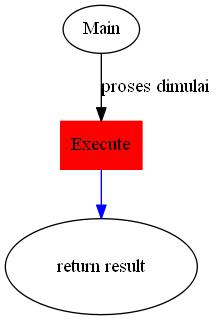 Main
proses dimulai
Execute
return result